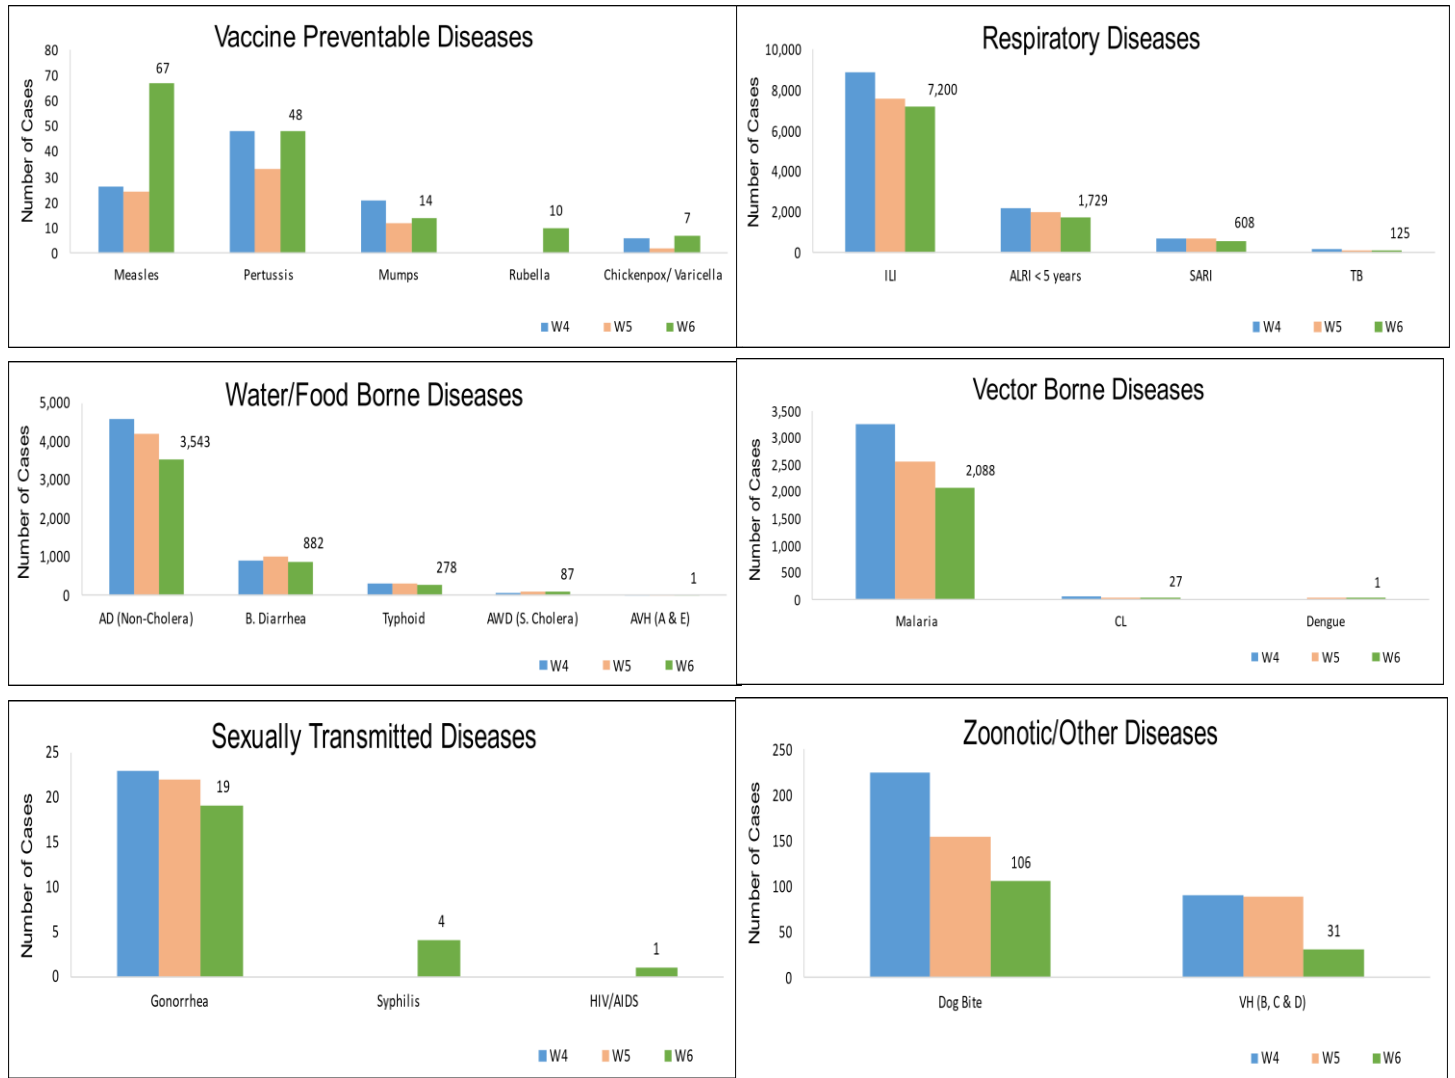 Vaccine Preventable Diseases
Number of Cases
80
70
60
50
40
30
20
10
0
67
48
14
10
7
Measles
Pertussis
Mumps
Rubella
Chickenpox/ Varicella
W4
W5
W6
Respiratory Diseases
Number of Cases
10,000
8,000
6,000
4,000
2,000
0
7,200
1,729
608
125
ILI
ALRI < 5 years
SARI
TB
W4
W5
W6
Water/Food Borne Diseases
Number of Cases
5,000
4,000
3,000
2,000
1,000
0
3,543
882
278
87
1
AD (Non-Cholera)
B. Diarrhea
Typhoid
AWD (S. Cholera)
AVH (A & E)
W4
W5
W6
Vector Borne Diseases
Number of Cases
3,500
3,000
2,500
2,000
1,500
1,000
500
0
2,088
27
1
Malaria
CL
Dengue
W4
W5
W6
Sexually Transmitted Diseases
Number of Cases
25
20
15
10
5
0
19
4
1
Gonorrhea
Syphilis
HIV/AIDS
W4
W5
W6
Zoonotic/Other Diseases
Number of Cases
250
200
150
100
50
0
106
31
Dog Bite
VH (B, C & D)
W4
W5
W6